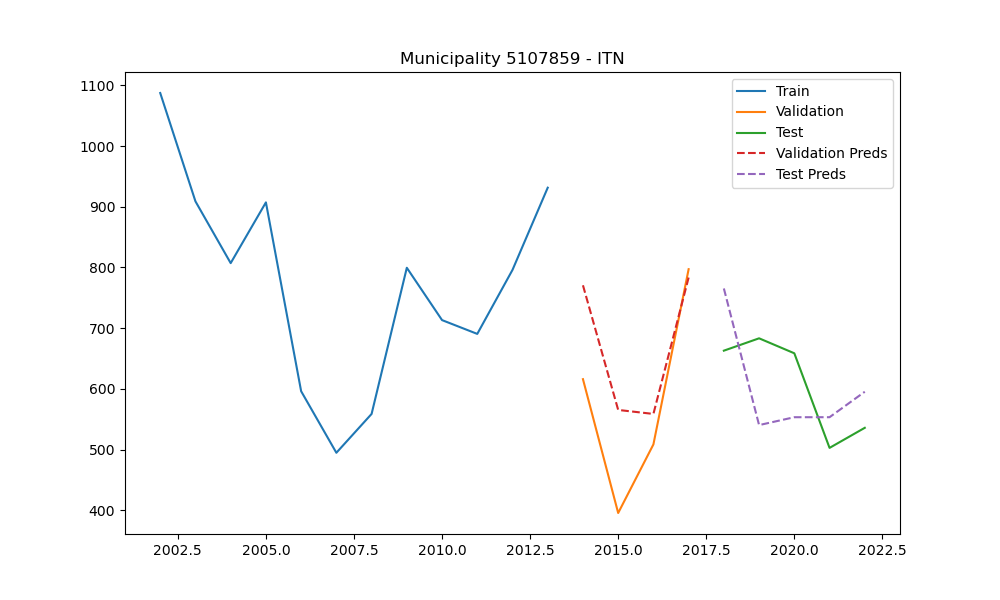 Municipality 5107859 - ITN
1100
1000
900
800
700
600
500
400
Train
Validation
Test
Validation Preds
Test Preds
2002.5 2005.0 2007.5 2010.0 2012.5 2015.0 2017.5 2020.0 2022.5